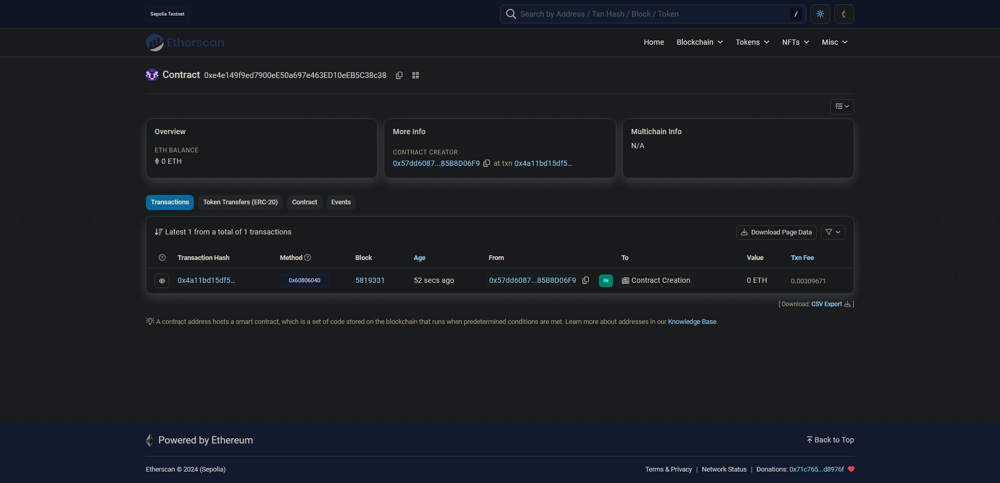 Sepolia Testnet
Search by Address / Txn Hash / Block / Token
/
Etherscan
Home Blockchain Tokens NFTs Misc
Contract 0xe4e149f9ed7900eE50a697e463ED10eEB5C38c38
Overview
ETH BALANCE
0 ETH
More Info
CONTRACT CREATOR
0x57dd6087...85B8D06F9 at txn 0x4a11bd15df5...
Multichain Info
N/A
Transactions Token Transfers (ERC-20) Contract Events
Latest 1 from a total of 1 transactions
Download Page Data
Transaction Hash Method Block Age From To Value Txn Fee
0x4a11bd15df5... 0x60806040 5819331 52 secs ago 0x57dd6087...85B8D06F9 IN Contract Creation 0 ETH 0.00309671
[ Download: CSV Export ]
A contract address hosts a smart contract, which is a set of code stored on the blockchain that runs when predetermined conditions are met. Learn more about addresses in our Knowledge Base.
Powered by Ethereum
Back to Top
Etherscan © 2024 (Sepolia)
Terms & Privacy | Network Status | Donations: 0x71c765...d8976f